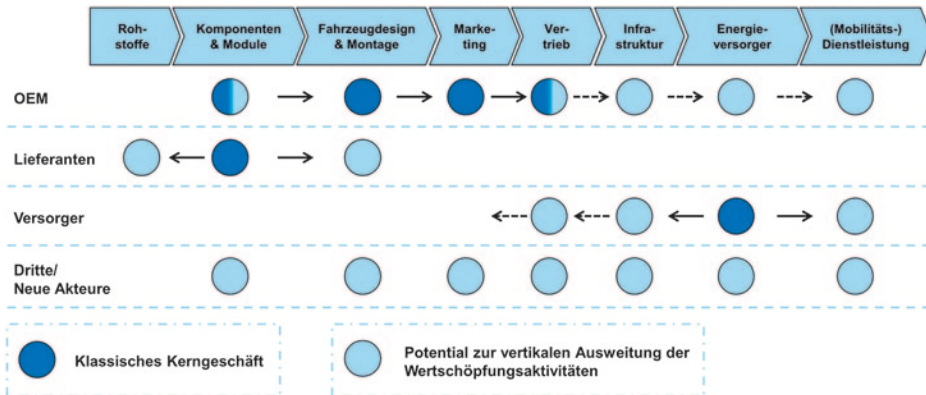 Roh-
stoffe
Komponenten
& Module
Fahrzeugdesign
& Montage
Marke-
ting
Ver-
trieb
Infra-
struktur
Energie-
versorger
(Mobilitäts-)
Dienstleistung
OEM
Lieferanten
Versorger
Dritte/
Neue Akteure
Klassisches Kerngeschäft
Potential zur vertikalen Ausweitung der
Wertschöpfungsaktivitäten